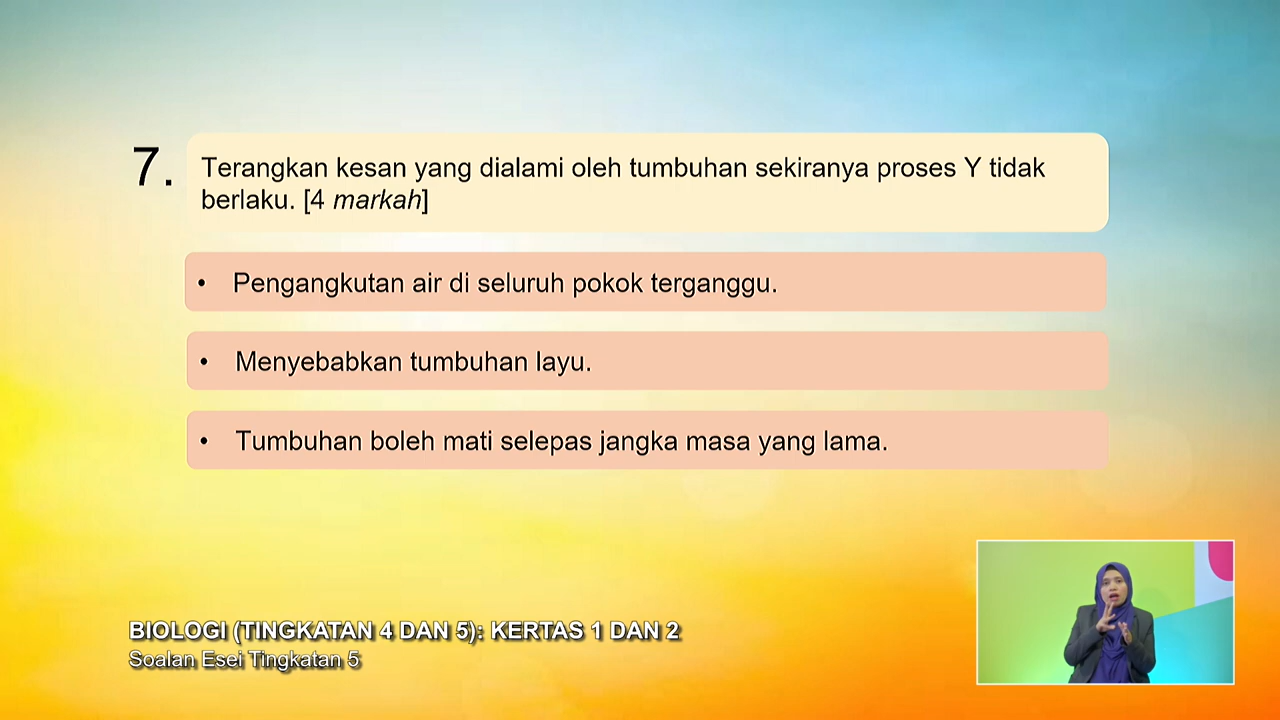 7.
Terangkan kesan yang dialami oleh tumbuhan sekiranya proses Y tidak
berlaku. [4 markah]
• Pengangkutan air di seluruh pokok terganggu.
• Menyebabkan tumbuhan layu.
• Tumbuhan boleh mati selepas jangka masa yang lama.
BIOLOGI (TINGKATAN 4 DAN 5): KERTAS 1 DAN 2
Soalan Esei Tingkatan 5